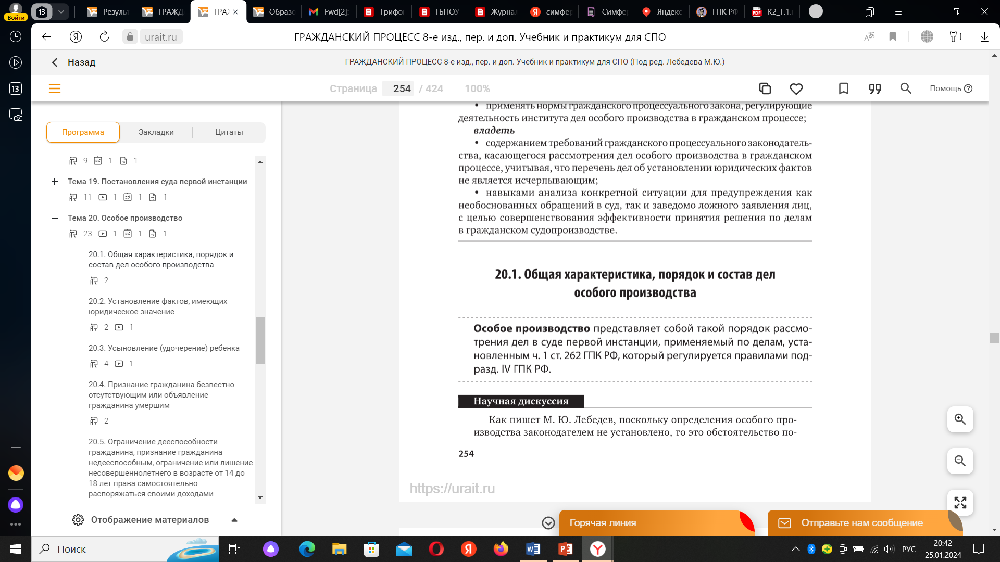 Войти
13
Результ
ГРАЖД
ГРАЖ
Образо
Fwd[2]:
Трифон
ГБПОУ
Журнал
симфер
Симфер
Яндекс
ГПК РФ
K2_T.1.i
urait.ru
ГРАЖДАНСКИЙ ПРОЦЕСС 8-е изд., пер. и доп. Учебник и практикум для СПО
13
Назад
ГРАЖДАНСКИЙ ПРОЦЕСС 8-е изд., пер. и доп. Учебник и практикум для СПО (Под ред. Лебедева М.Ю.)
Страница 254 / 424 100%
Помощь
Программа
Закладки
Цитаты
9 1 1
Тема 19. Постановления суда первой инстанции
11 1 1 1
Тема 20. Особое производство
23 1 1 1
20.1. Общая характеристика, порядок и
состав дел особого производства
2
20.2. Установление фактов, имеющих
юридическое значение
2 1
20.3. Усыновление (удочерение) ребенка
4 1
20.4. Признание гражданина безвестно
отсутствующим или объявление
гражданина умершим
2
20.5. Ограничение дееспособности
гражданина, признание гражданина
недееспособным, ограничение или лишение
несовершеннолетнего в возрасте от 14 до
18 лет права самостоятельно
распоряжаться своими доходами
Отображение материалов
• применять нормы гражданского процессуального закона, регулирующие
деятельность института дел особого производства в гражданском процессе;
владеть
• содержанием требований гражданского процессуального законодатель-
ства, касающегося рассмотрения дел особого производства в гражданском
процессе, учитывая, что перечень дел об установлении юридических фактов
не является исчерпывающим;
• навыками анализа конкретной ситуации для предупреждения как
необоснованных обращений в суд, так и заведомо ложного заявления лиц,
с целью совершенствования эффективности принятия решения по делам
в гражданском судопроизводстве.
20.1. Общая характеристика, порядок и состав дел
особого производства
Особое производство представляет собой такой порядок рассмо-
трения дел в суде первой инстанции, применяемый по делам, уста-
новленным ч. 1 ст. 262 ГПК РФ, который регулируется правилами под-
разд. IV ГПК РФ.
Научная дискуссия
Как пишет М. Ю. Лебедев, поскольку определения особого про-
изводства законодателем не установлено, то это обстоятельство по-
254
https://urait.ru
Горячая линия
Отправьте нам сообщение
Поиск
РУС
20:42
25.01.2024